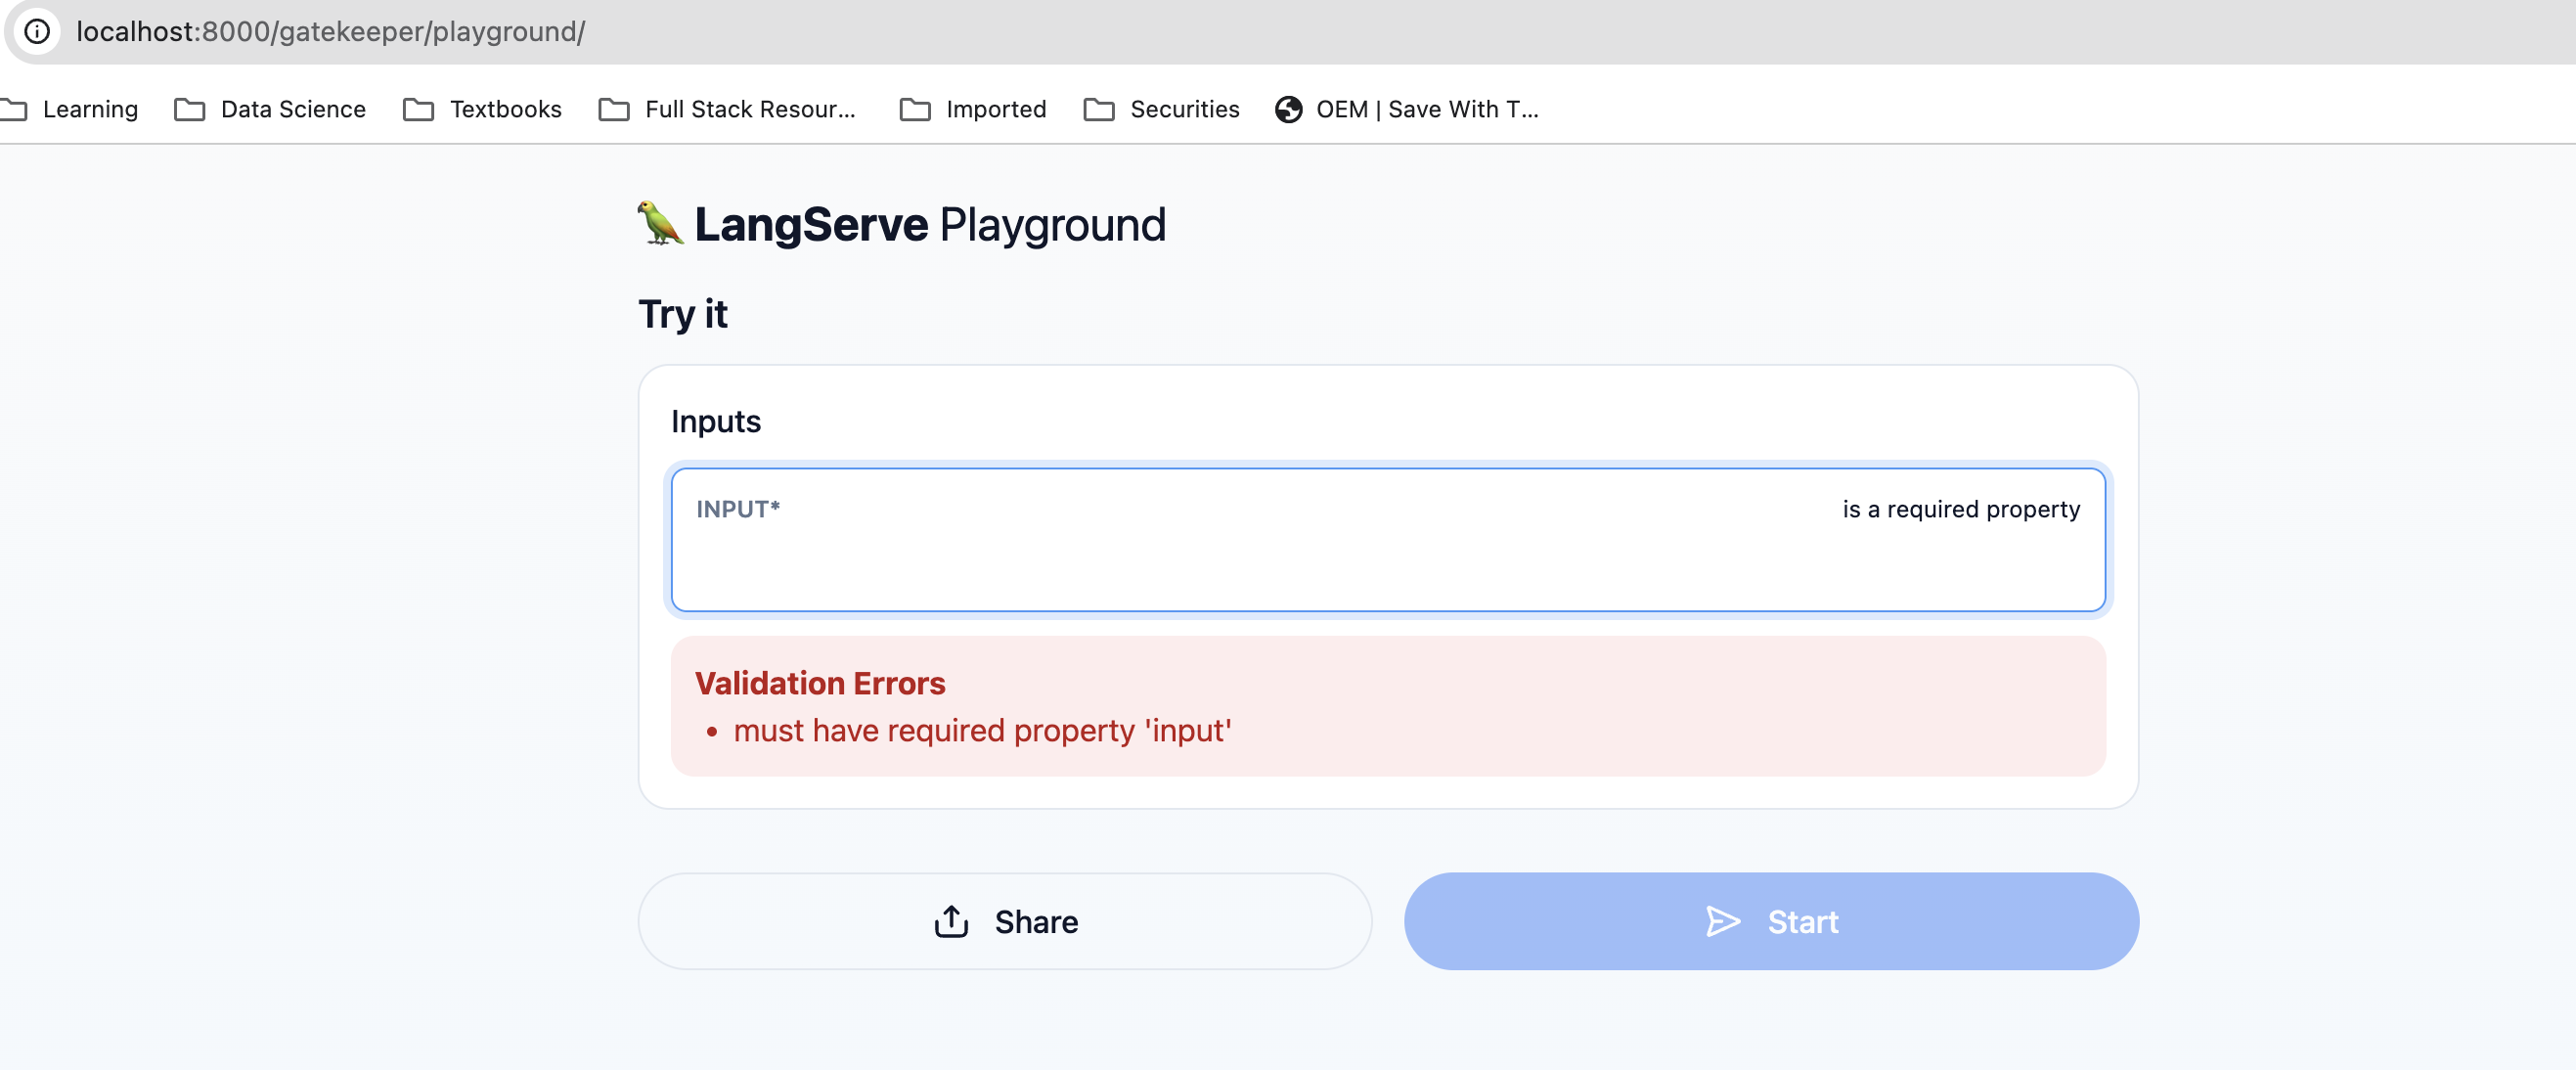 localhost:8000/gatekeeper/playground/
Learning Data Science Textbooks Full Stack Resour... Imported Securities OEM | Save With T...
LangServe Playground
Try it
Inputs
INPUT* is a required property
Validation Errors
• must have required property 'input'
Share Start